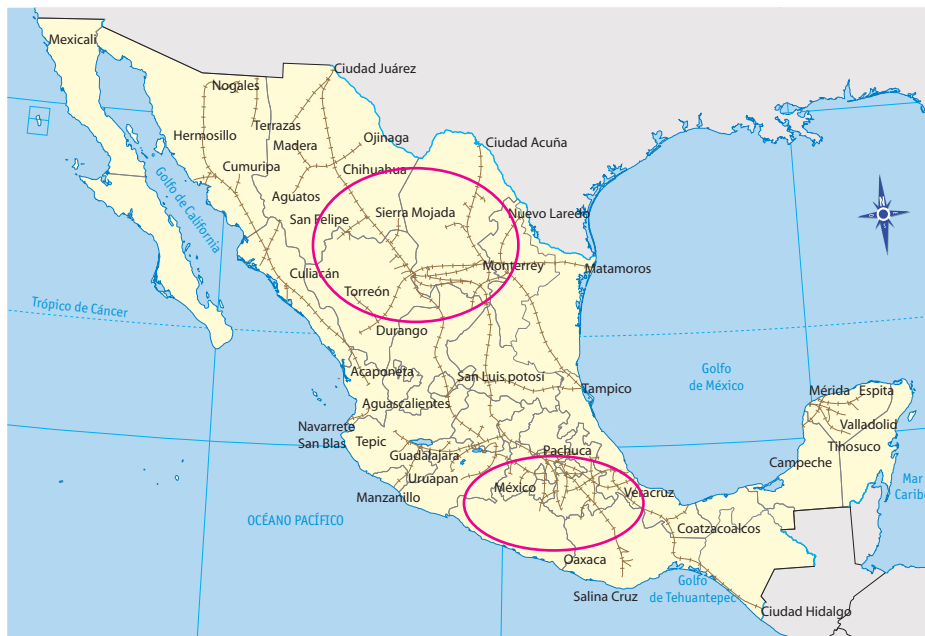 Mexicali
Ciudad Juárez
Nogales
Terrazas
Hermosillo
Madera
Ojinaga
Ciudad Acuña
Cumuripa
Chihuahua
Golfo de California
Aguatos
San Felipe
Sierra Mojada
Nuevo Laredo
N
Culiacán
Monterrey
Matamoros
Torreón
Trópico de Cáncer
Durango
Acaponeta
San Luis potosí
Golfo
de México
Tampico
Mérida
Espita
Aguascalientes
Navarrete
San Blas
Tepic
Valladolid
Tihosuco
Guadalajara
Pachuca
Campeche
Uruapan
México
Veracruz
Mar
Caribe
Manzanillo
OCÉANO PACÍFICO
Coatzacoalcos
Oaxaca
Salina Cruz
Golfo
de Tehuantepec
Ciudad Hidalgo